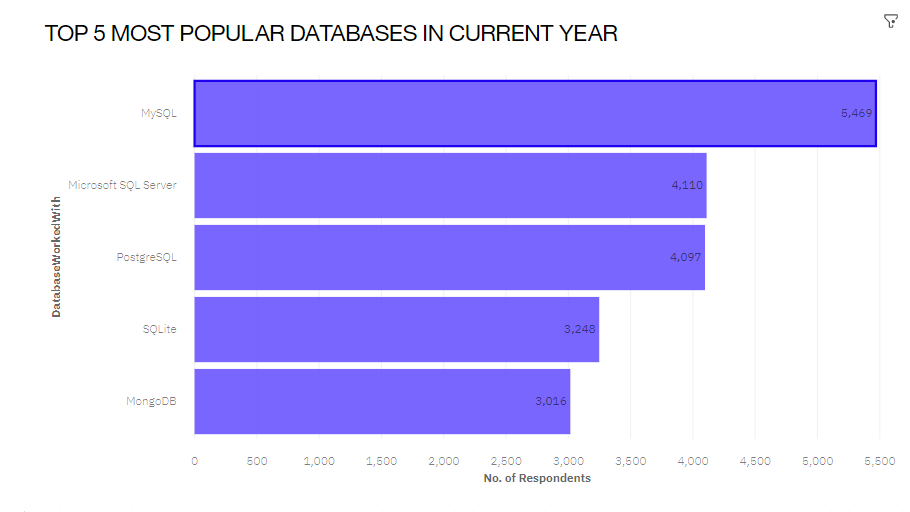 TOP 5 MOST POPULAR DATABASES IN CURRENT YEAR
DatabaseWorkedWith
MySQL 5,469
Microsoft SQL Server 4,110
PostgreSQL 4,097
SQLite 3,248
MongoDB 3,016
0 500 1,000 1,500 2,000 2,500 3,000 3,500 4,000 4,500 5,000 5,500
No. of Respondents